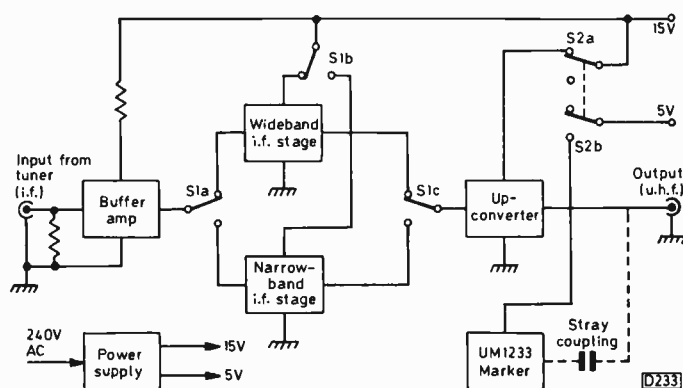 15V
S2a
S1b
5V
Wideband
i.f. stage
S2b
Input from
tuner
(i.f.)
Buffer
amp
S1a
S1c
Up-
converter
Output
(u.h.f.)
Narrow-
band
i.f. stage
240V
AC
Power
supply
15V
5V
UM1233
Marker
Stray
coupling
D233